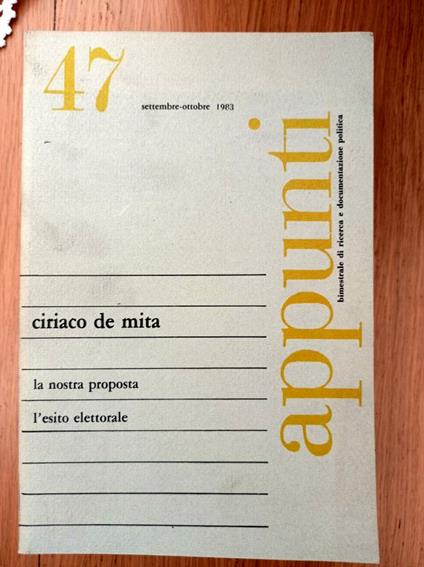 47
settembre-ottobre 1983
appunti
bimestrale di ricerca e documentazione politica
ciriaco de mita
la nostra proposta
l'esito elettorale